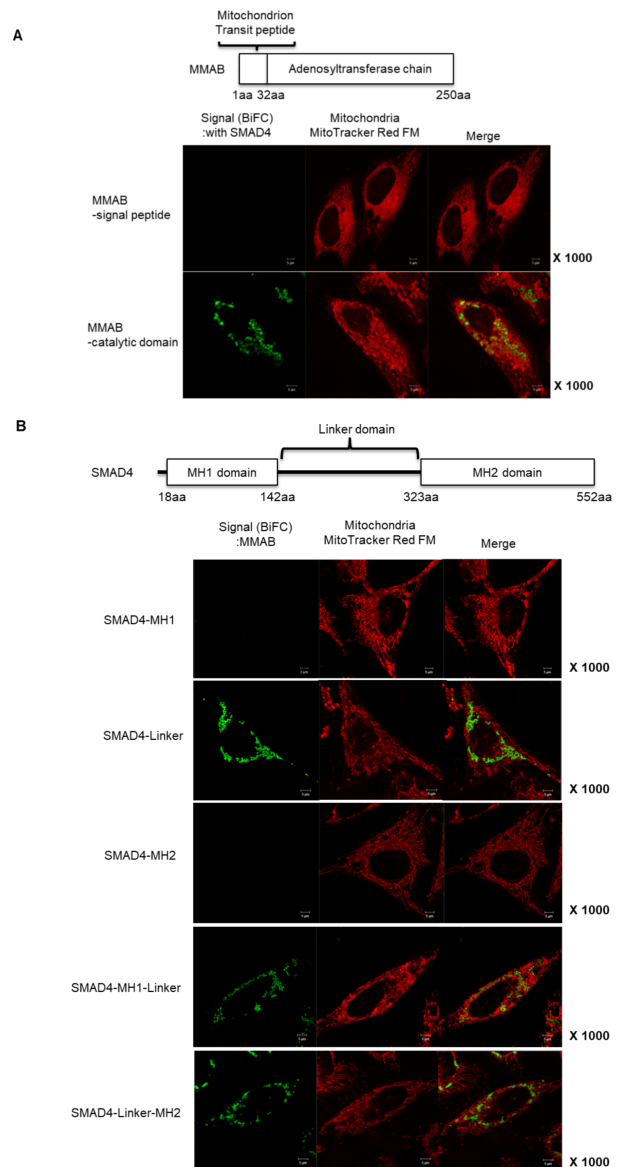 A
Mitochondrion
Transit peptide
MMAB
Adenosyltransferase chain
1aa 32aa 250aa
Signal (BiFC)
:with SMAD4
Mitochondria
MitoTracker Red FM
Merge
MMAB
-signal peptide
X 1000
MMAB
-catalytic domain
X 1000
B
Linker domain
SMAD4
MH1 domain
MH2 domain
18aa 142aa 323aa 552aa
Signal (BiFC)
:MMAB
Mitochondria
MitoTracker Red FM
Merge
SMAD4-MH1
X 1000
SMAD4-Linker
X 1000
SMAD4-MH2
X 1000
SMAD4-MH1-Linker
X 1000
SMAD4-Linker-MH2
X 1000